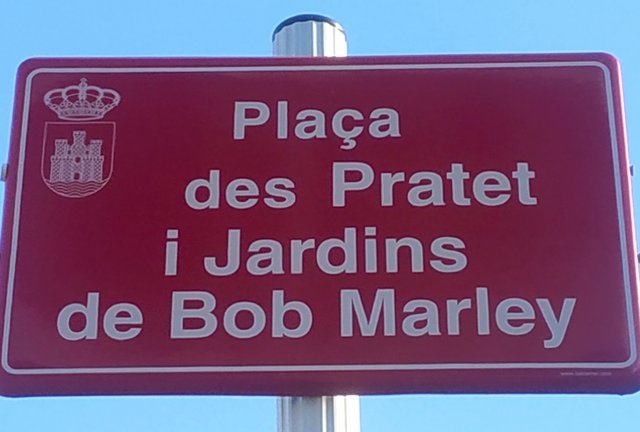 Plaça
des Pratet
i Jardins
de Bob Marley